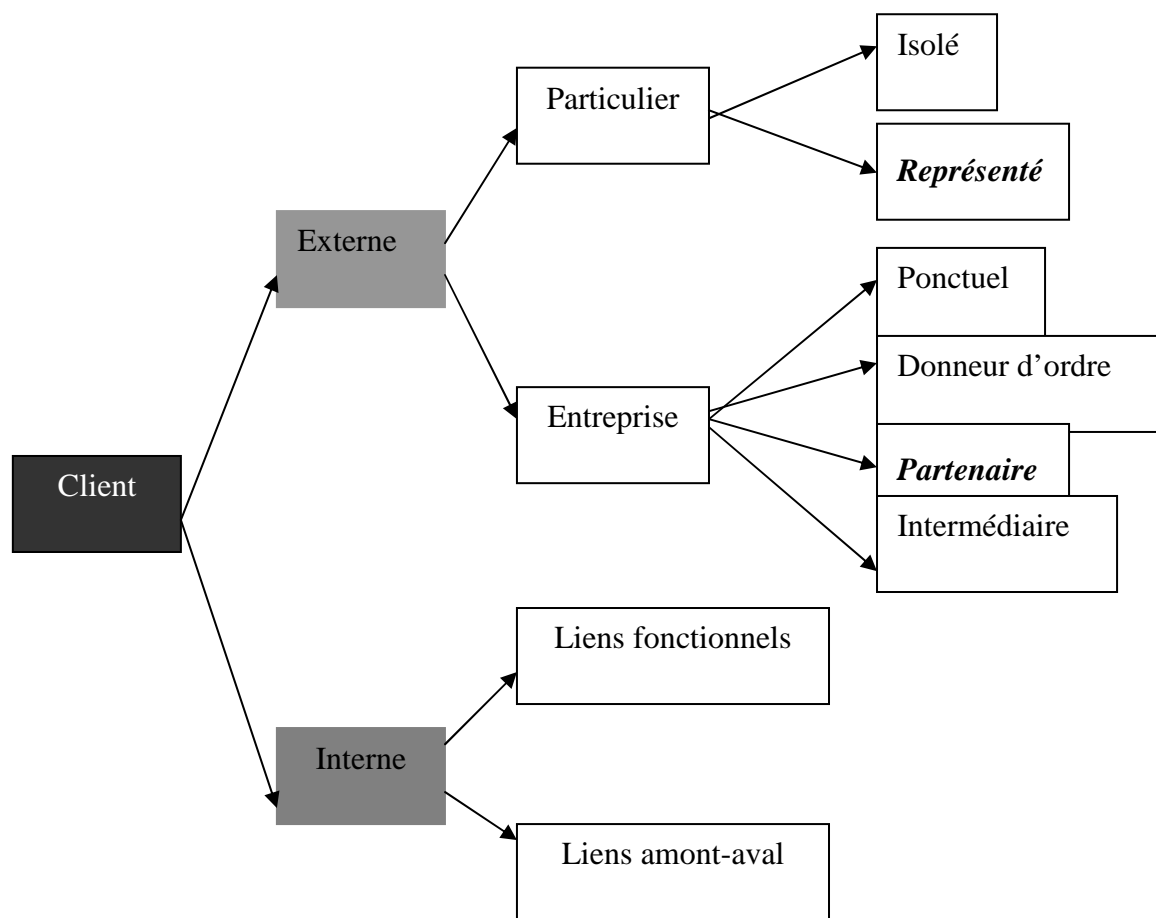 Isolé
Particulier
Représenté
Externe
Ponctuel
Donneur d’ordre
Entreprise
Partenaire
Client
Intermédiaire
Liens fonctionnels
Interne
Liens amont-aval